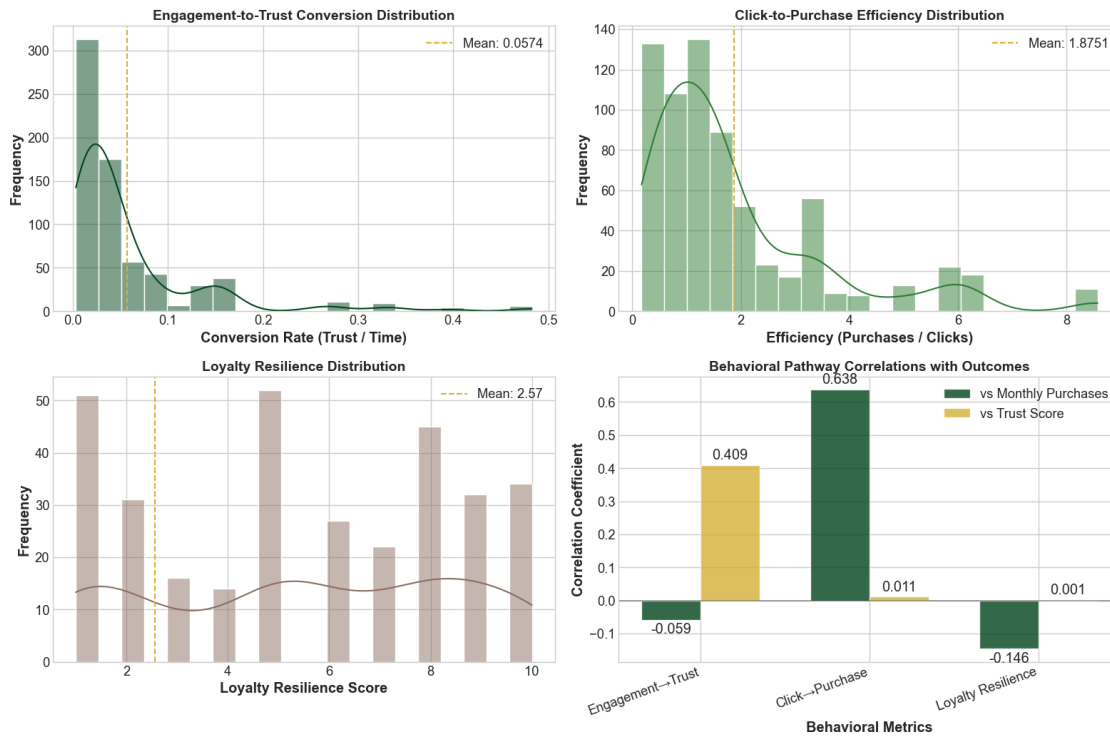 Engagement-to-Trust Conversion Distribution
Mean: 0.0574
Frequency
300
250
200
150
100
50
0
0.0
0.1
0.2
0.3
0.4
0.5
Conversion Rate (Trust / Time)
Click-to-Purchase Efficiency Distribution
Mean: 1.8751
Frequency
140
120
100
80
60
40
20
0
0
2
4
6
8
Efficiency (Purchases / Clicks)
Loyalty Resilience Distribution
Mean: 2.57
Frequency
50
40
30
20
10
0
2
4
6
8
10
Loyalty Resilience Score
Behavioral Pathway Correlations with Outcomes
vs Monthly Purchases
vs Trust Score
Correlation Coefficient
0.6
0.5
0.4
0.3
0.2
0.1
0.0
−0.1
0.638
0.409
0.011
0.001
-0.059
-0.146
Engagement→Trust
Click→Purchase
Loyalty Resilience
Behavioral Metrics